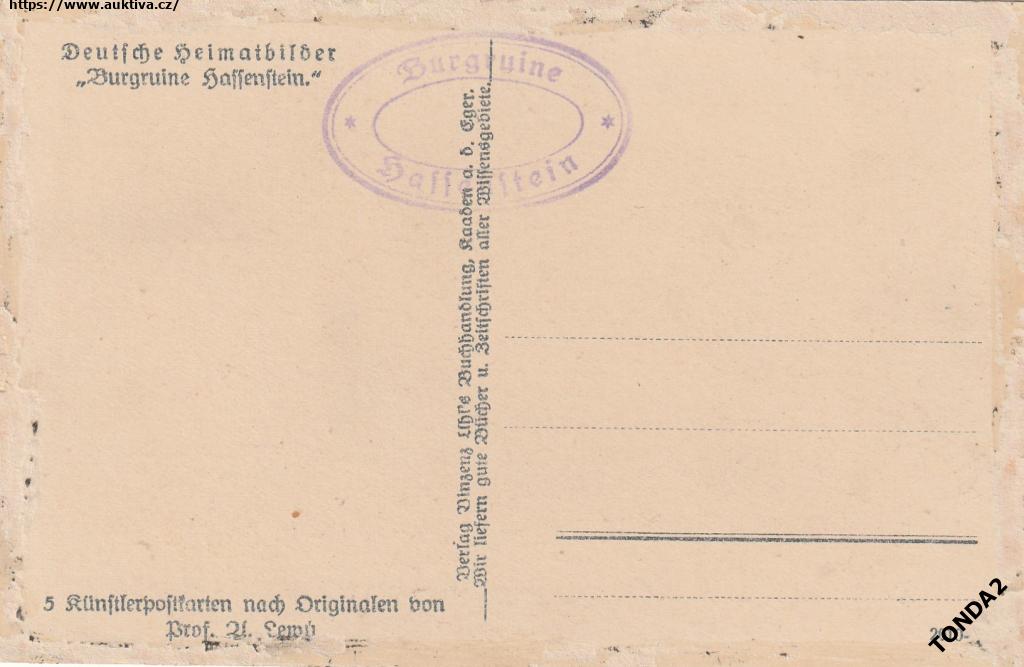 https://www.auktiva.cz/
Deutsche Heimatbilder
„Burgruine Hassenstein.“
Burgruine
Hassenstein
Verlag Vinzenz Uhl's Buchhandlung, Kaaden a. d. Eger.
Wir liefern gute Bücher u. Zeitschriften aller Wissensgebiete.
5 Künstlerpostkarten nach Originalen von
Prof. A. Lewý
TONDA2